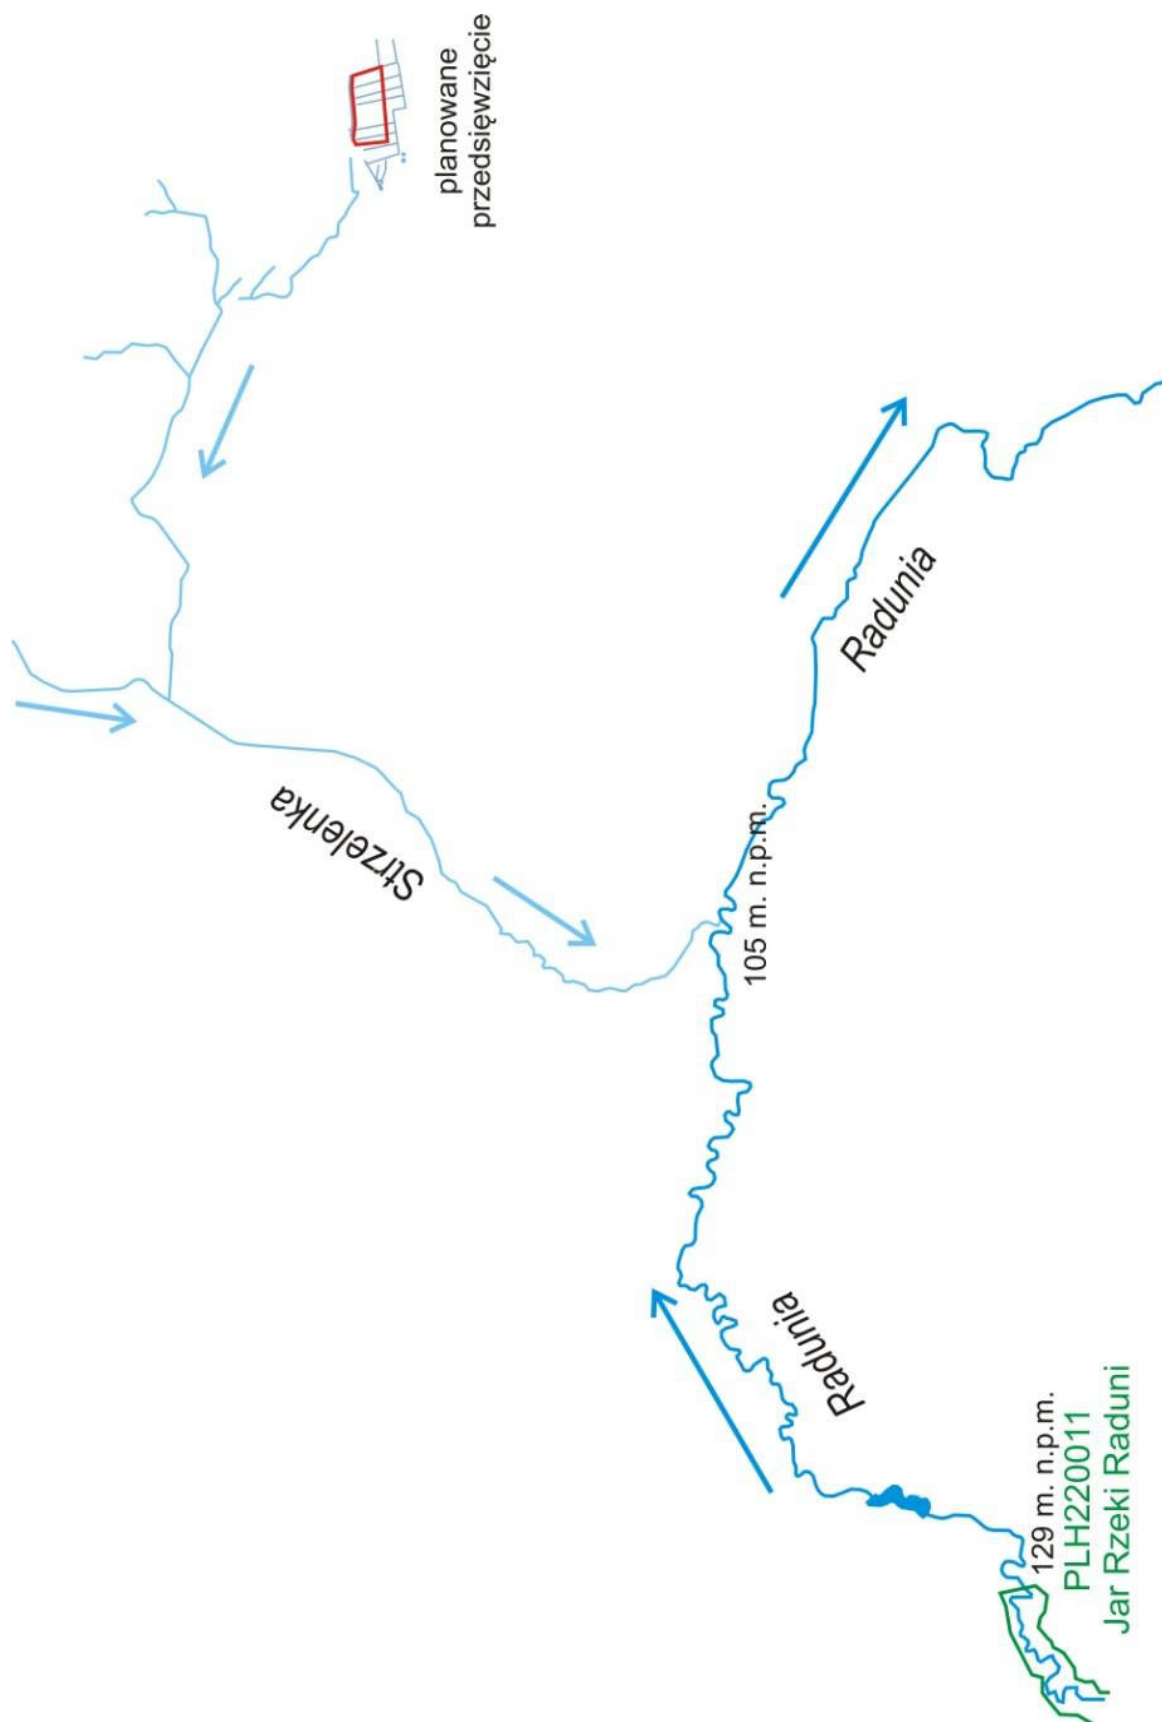 planowane
przedsięwzięcie
Strzelenka
Radunia
105 m. n.p.m.
Radunia
129 m. n.p.m.
PLH220011
Jar Rzeki Raduni